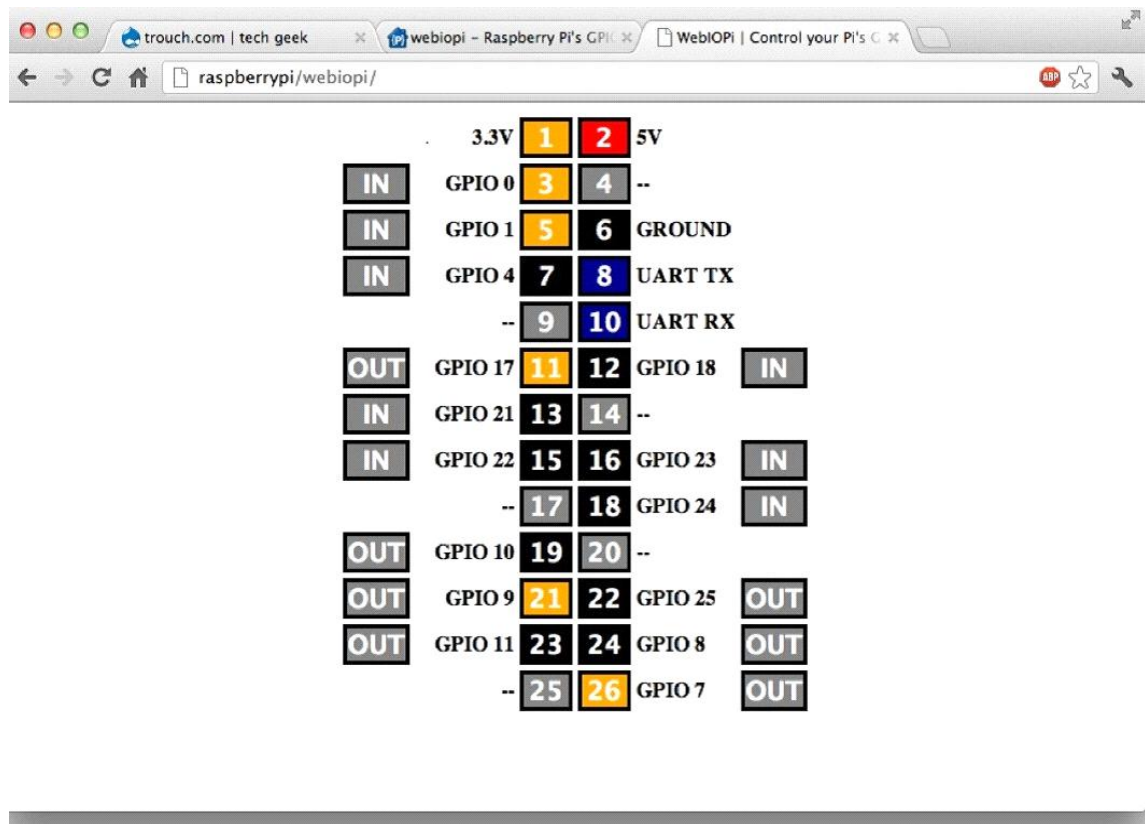 trouch.com | tech geek webiopi - Raspberry Pi's GPI WebIOPi | Control your Pi's G
raspberrypi/webiopi/ ABP
3.3V 1 2 5V
IN GPIO 0 3 4 --
IN GPIO 1 5 6 GROUND
IN GPIO 4 7 8 UART TX
-- 9 10 UART RX
OUT GPIO 17 11 12 GPIO 18 IN
IN GPIO 21 13 14 --
IN GPIO 22 15 16 GPIO 23 IN
-- 17 18 GPIO 24 IN
OUT GPIO 10 19 20 --
OUT GPIO 9 21 22 GPIO 25 OUT
OUT GPIO 11 23 24 GPIO 8 OUT
-- 25 26 GPIO 7 OUT